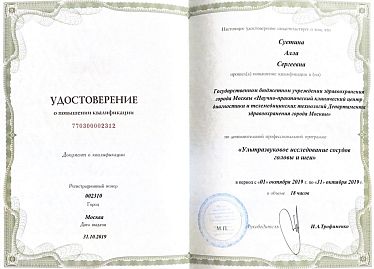 УДОСТОВЕРЕНИЕ
о повышении квалификации
770300002312
Документ о квалификации
Регистрационный номер
002310
Город
Москва
Дата выдачи
31.10.2019
Настоящее удостоверение свидетельствует о том, что
Суетина
Алла
Сергеевна
прошел(а) повышение квалификации в (на)
Государственном бюджетном учреждении здравоохранения
города Москвы «Научно-практический клинический центр
диагностики и телемедицинских технологий Департамента
здравоохранения города Москвы»
по дополнительной профессиональной программе
«Ультразвуковое исследование сосудов
головы и шеи»
в период с «01» октября 2019 г. по «31» октября 2019 г.
в объеме 18 часов
М.П.
Руководитель